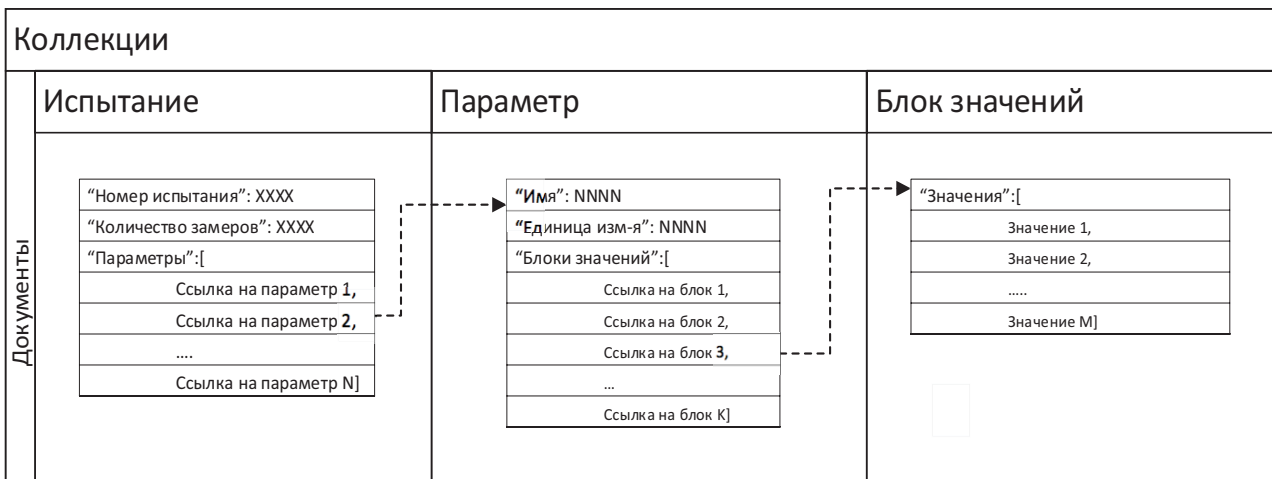 Коллекции
Испытание
Параметр
Блок значений
Документы
“Номер испытания”: XXXX
“Количество замеров”: XXXX
“Параметры”:[
Ссылка на параметр 1,
Ссылка на параметр 2,
....
Ссылка на параметр N]
“Имя”: NNNN
“Единица изм-я”: NNNN
“Блоки значений”:[
Ссылка на блок 1,
Ссылка на блок 2,
Ссылка на блок 3,
...
Ссылка на блок K]
“Значения”:[
Значение 1,
Значение 2,
.....
Значение M]